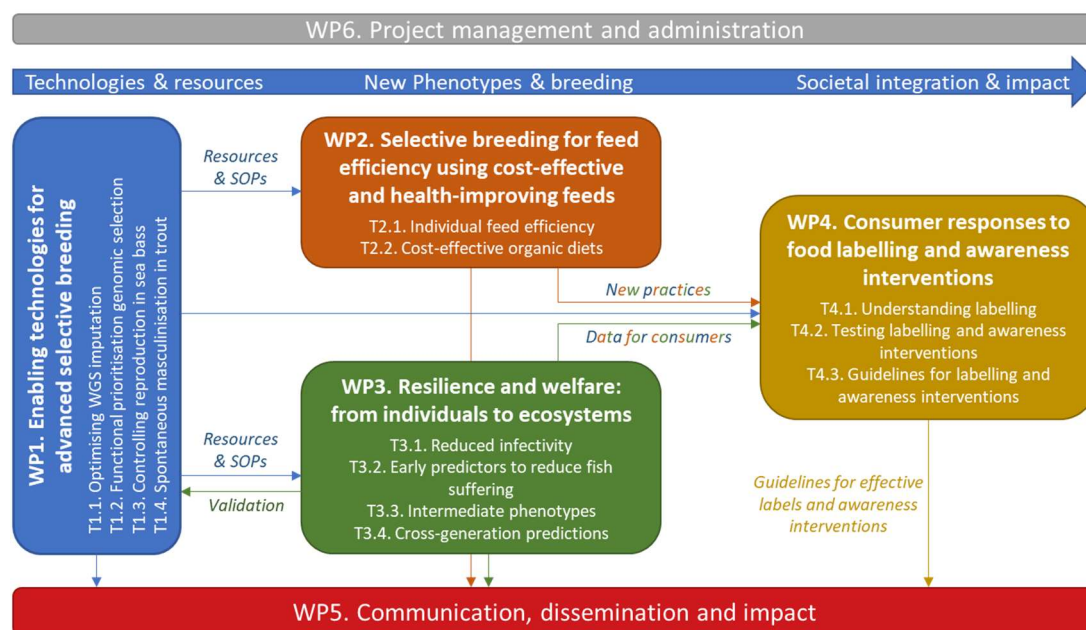 WP6. Project management and administration
Technologies & resources
New Phenotypes & breeding
Societal integration & impact
WP1. Enabling technologies for
advanced selective breeding
T1.1. Optimising WGS imputation
T1.2. Functional prioritisation genomic selection
T1.3. Controlling reproduction in sea bass
T1.4. Spontaneous masculinisation in trout
Resources
& SOPs
WP2. Selective breeding for feed
efficiency using cost-effective
and health-improving feeds
T2.1. Individual feed efficiency
T2.2. Cost-effective organic diets
New practices
Data for consumers
WP3. Resilience and welfare:
from individuals to ecosystems
T3.1. Reduced infectivity
T3.2. Early predictors to reduce fish
suffering
T3.3. Intermediate phenotypes
T3.4. Cross-generation predictions
Resources
& SOPs
Validation
WP4. Consumer responses to
food labelling and awareness
interventions
T4.1. Understanding labelling
T4.2. Testing labelling and awareness
interventions
T4.3. Guidelines for labelling and
awareness interventions
Guidelines for effective
labels and awareness
interventions
WP5. Communication, dissemination and impact